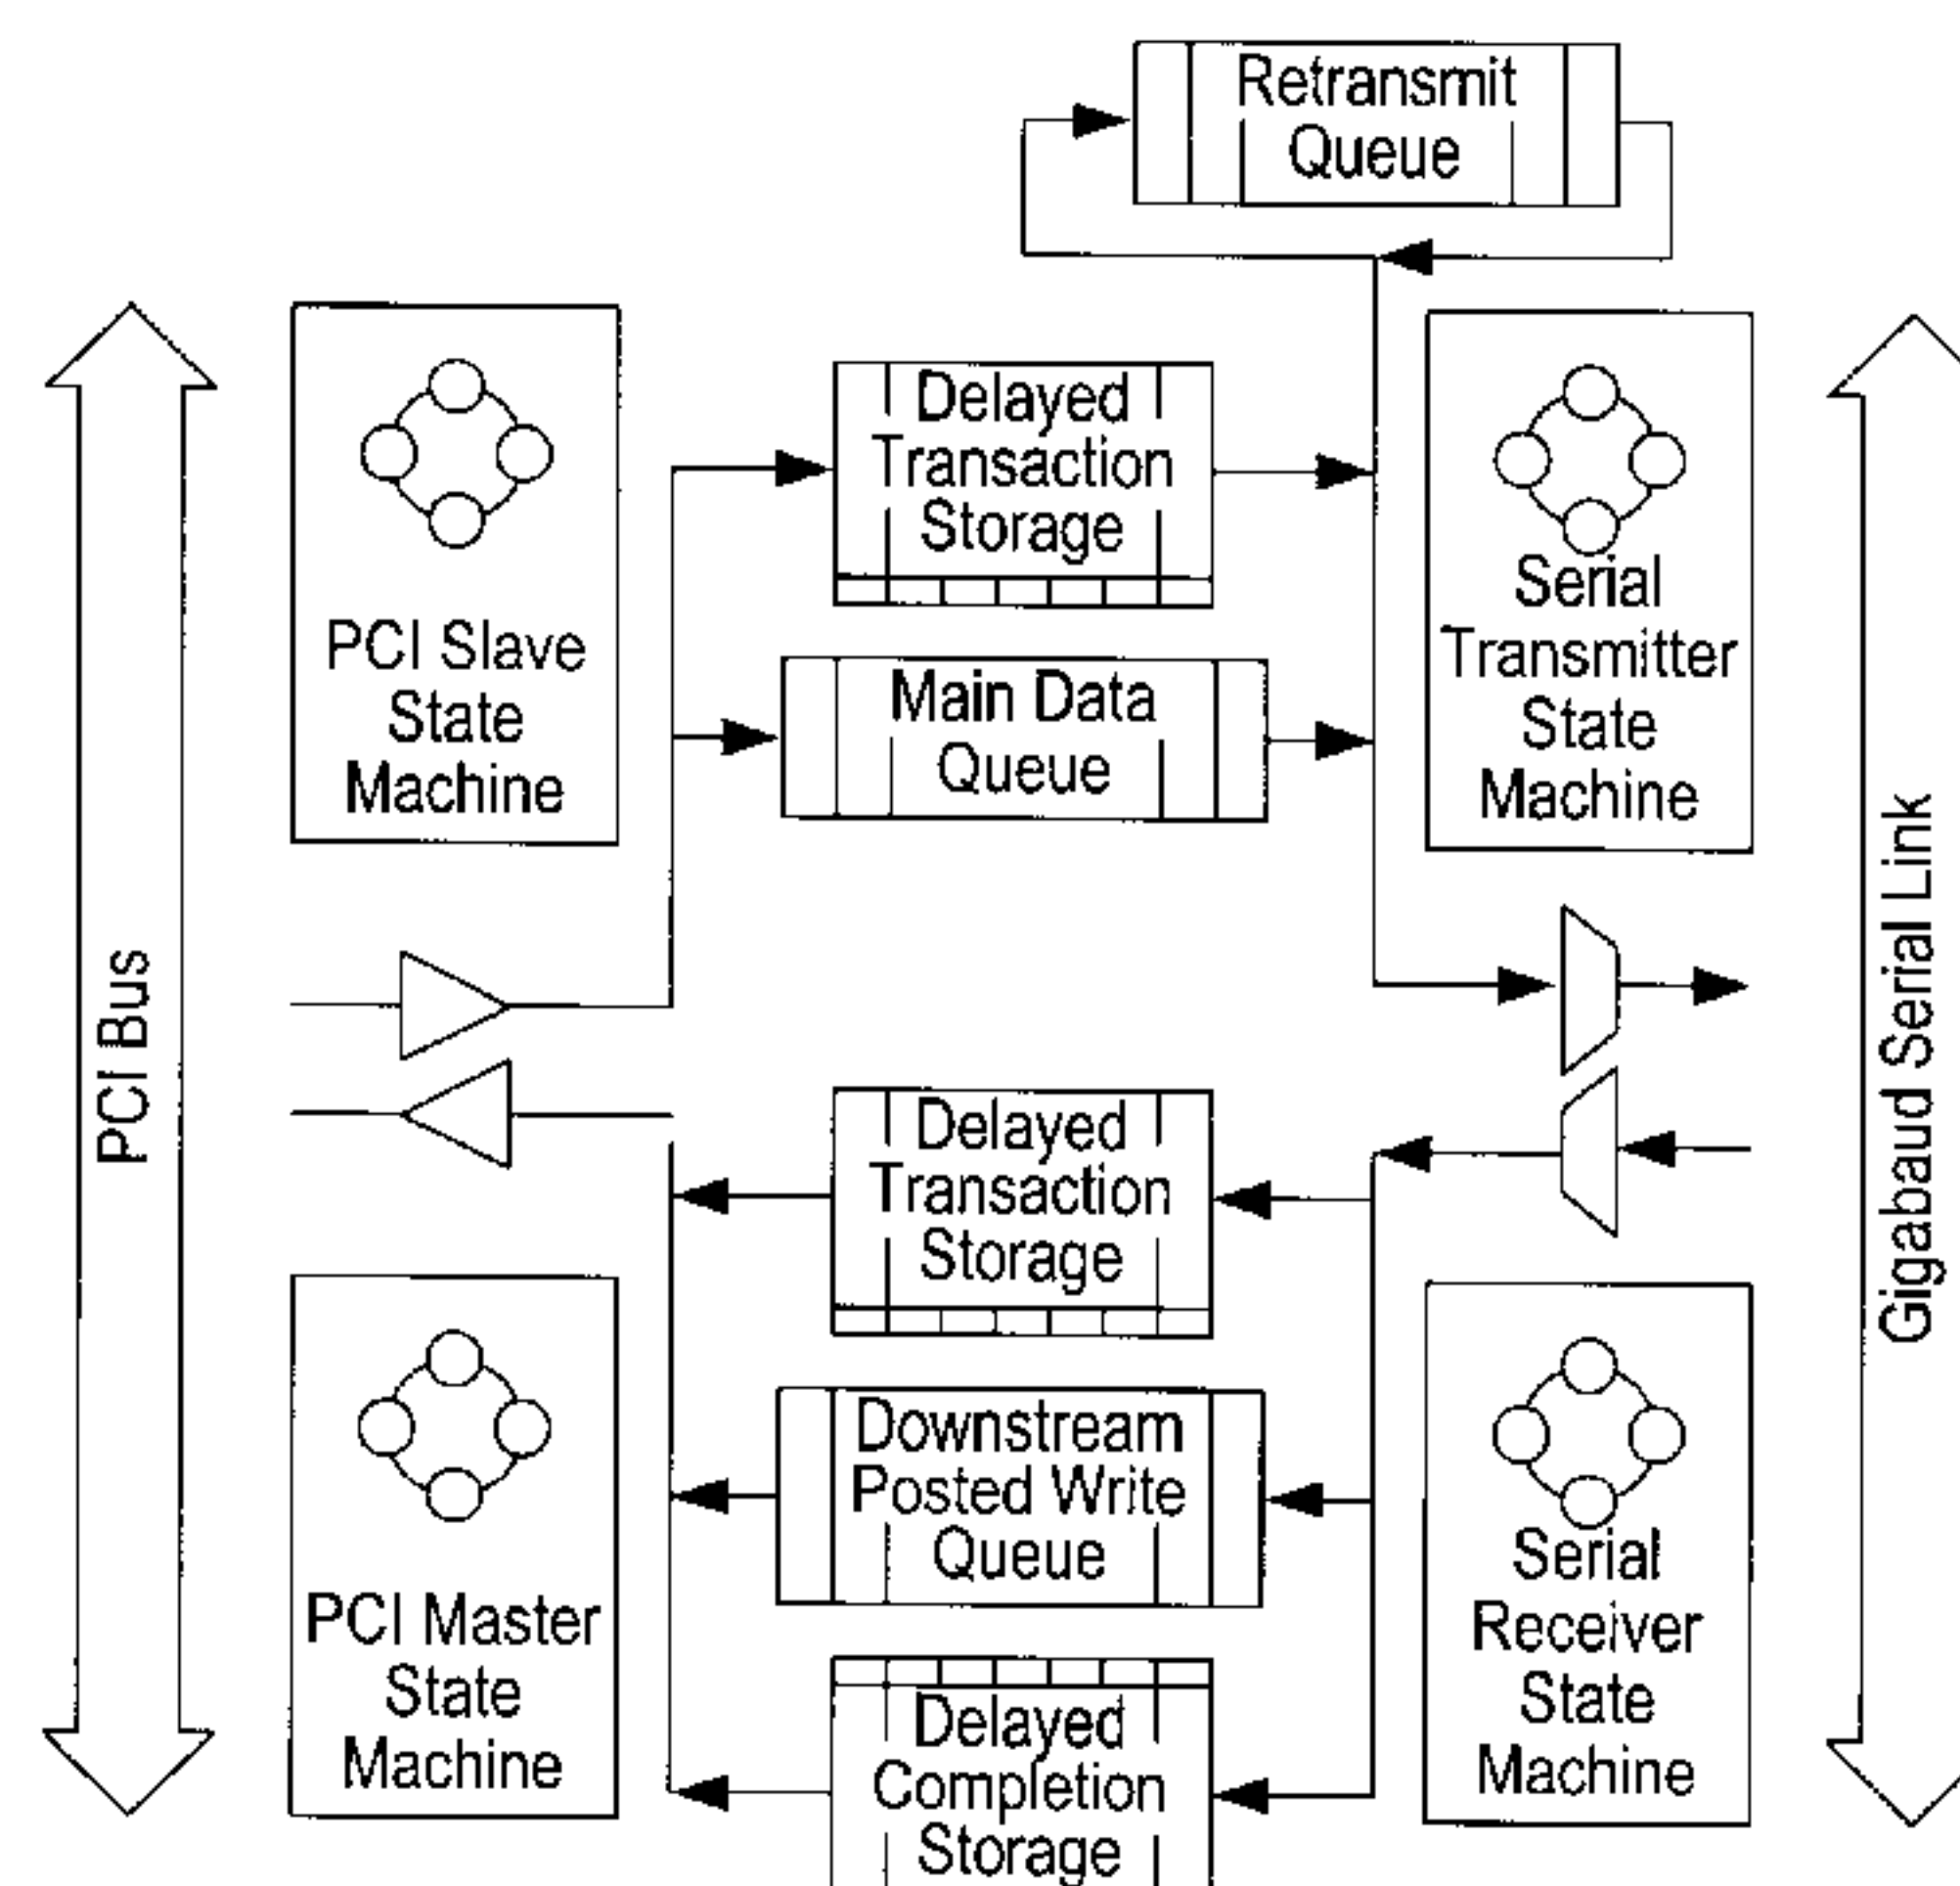 Retransmit
Queue
Delayed
Transaction
Storage
PCI Slave
State
Machine
Main Data
Queue
Serial
Transmitter
State
Machine
PCI Bus
Gigabaud Serial Link
Delayed
Transaction
Storage
PCI Master
State
Machine
Downstream
Posted Write
Queue
Serial
Receiver
State
Machine
Delayed
Completion
Storage